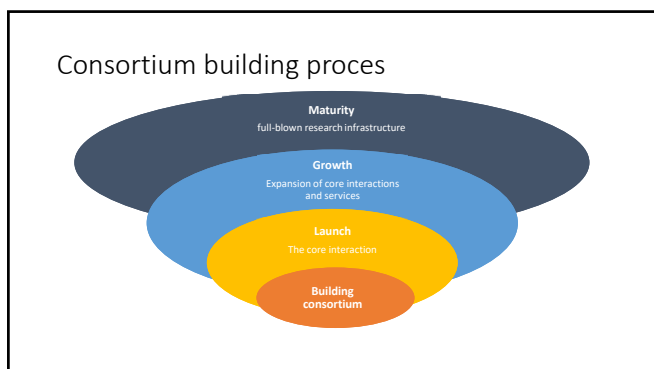 Consortium building proces
Maturity
full-blown research infrastructure
Growth
Expansion of core interactions
and services
Launch
The core interaction
Building
consortium